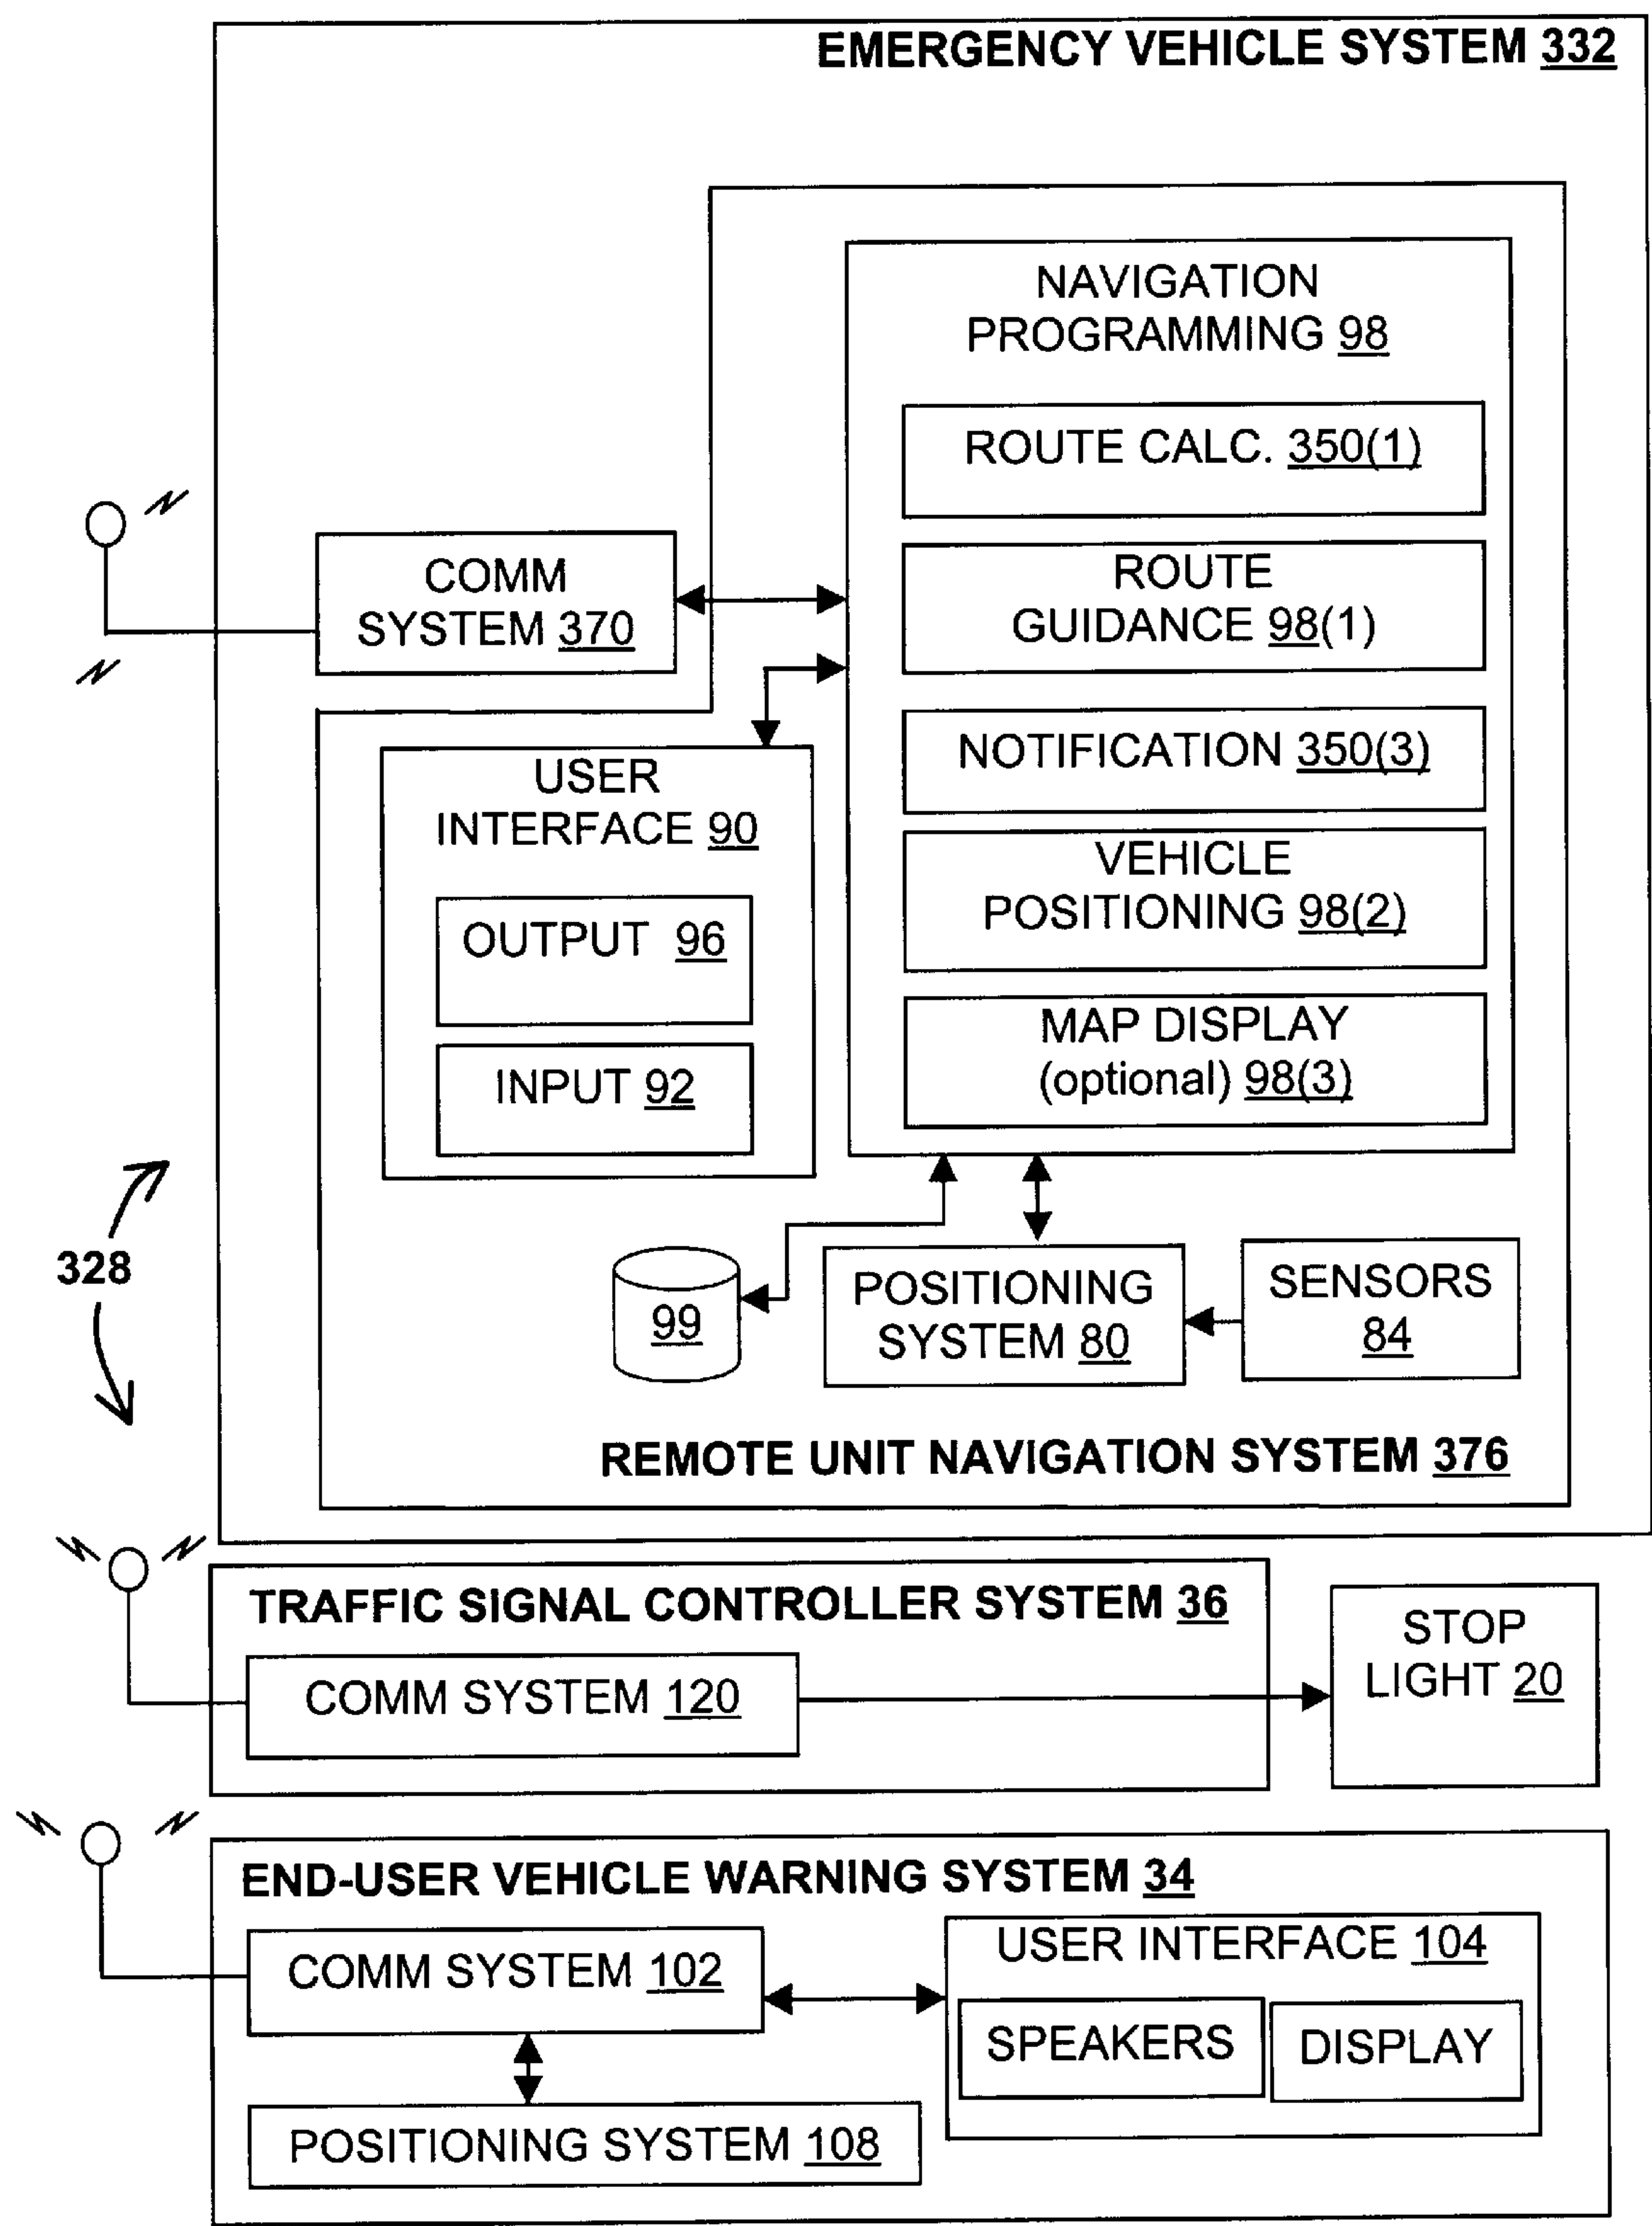 EMERGENCY VEHICLE SYSTEM 332
NAVIGATION
PROGRAMMING 98
ROUTE CALC. 350(1)
COMM
SYSTEM 370
ROUTE
GUIDANCE 98(1)
NOTIFICATION 350(3)
USER
INTERFACE 90
OUTPUT 96
INPUT 92
VEHICLE
POSITIONING 98(2)
MAP DISPLAY
(optional) 98(3)
328
99
POSITIONING
SYSTEM 80
SENSORS
84
REMOTE UNIT NAVIGATION SYSTEM 376
TRAFFIC SIGNAL CONTROLLER SYSTEM 36
COMM SYSTEM 120
STOP
LIGHT 20
END-USER VEHICLE WARNING SYSTEM 34
COMM SYSTEM 102
USER INTERFACE 104
SPEAKERS
DISPLAY
POSITIONING SYSTEM 108